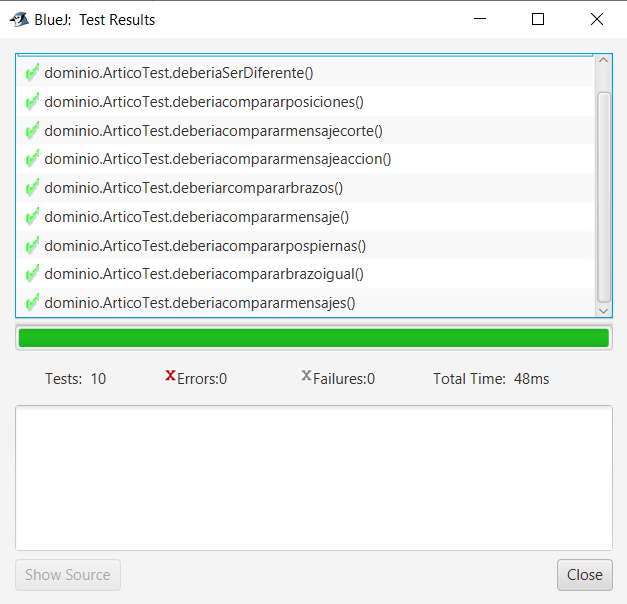 BlueJ: Test Results
dominio.ArticoTest.deberiaSerDiferente()
dominio.ArticoTest.deberiacompararposiciones()
dominio.ArticoTest.deberiacompararmensajecorte()
dominio.ArticoTest.deberiacompararmensajeaccion()
dominio.ArticoTest.deberiarcompararbrazos()
dominio.ArticoTest.deberiacompararmensaje()
dominio.ArticoTest.deberiacompararpospiernas()
dominio.ArticoTest.deberiacompararbrazoigual()
dominio.ArticoTest.deberiacompararmensajes()
Tests: 10 XErrors:0 XFailures:0 Total Time: 48ms
Show Source Close